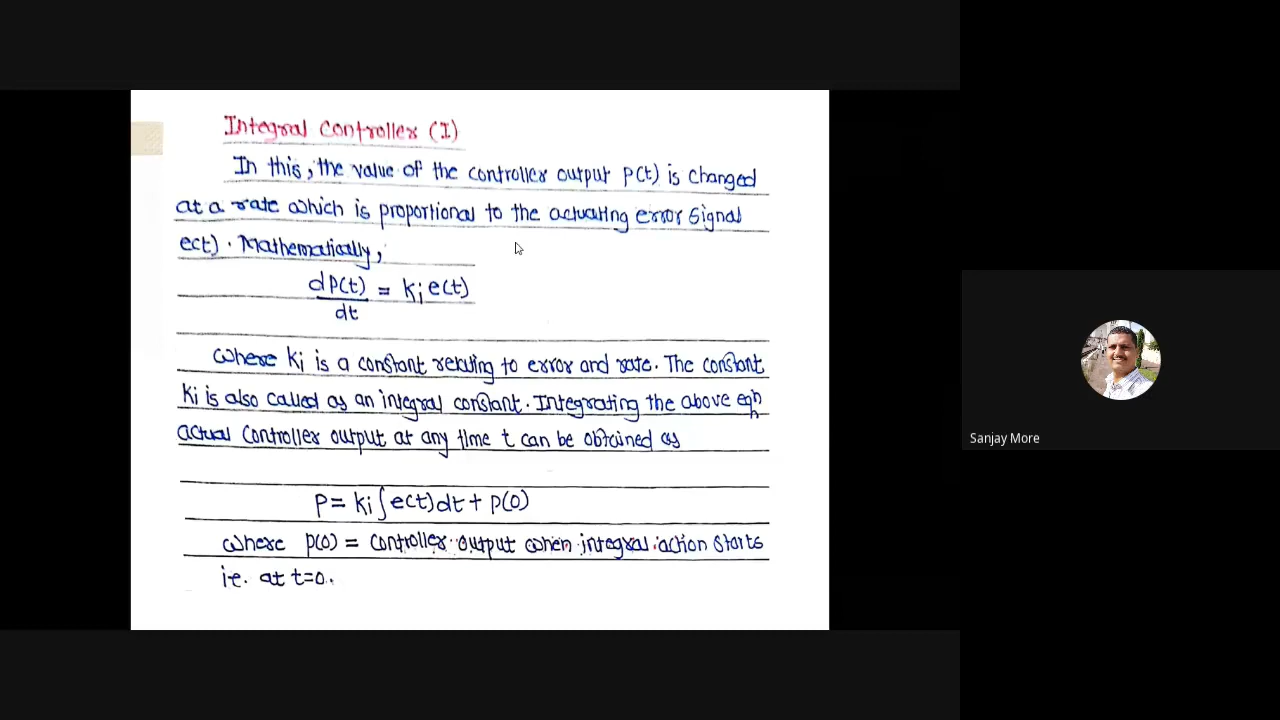 Integral Controller (I)
In this, the value of the controller output P(t) is changed
at a rate which is proportional to the actuating error signal
e(t). Mathematically,
dP(t)/dt = Ki e(t)
where Ki is a constant relating to error and rate. The constant
Ki is also called as an integral constant. Integrating the above eqn
actual controller output at any time t can be obtained as
P = Ki ∫ e(t)dt + P(0)
where P(0) = controller output when integral action starts
i.e. at t=0.
Sanjay More